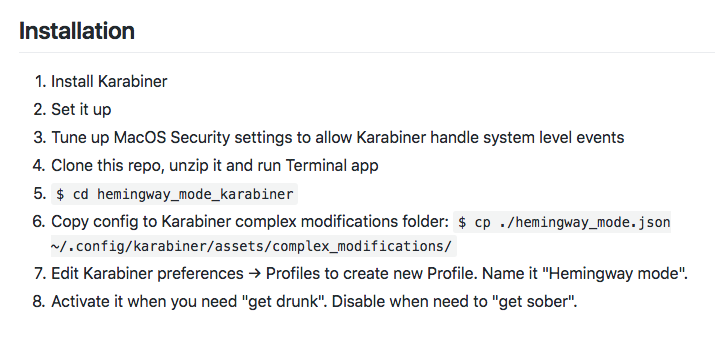 Installation
1. Install Karabiner
2. Set it up
3. Tune up MacOS Security settings to allow Karabiner handle system level events
4. Clone this repo, unzip it and run Terminal app
5. $ cd hemingway_mode_karabiner
6. Copy config to Karabiner complex modifications folder: $ cp ./hemingway_mode.json
~/.config/karabiner/assets/complex_modifications/
7. Edit Karabiner preferences → Profiles to create new Profile. Name it "Hemingway mode".
8. Activate it when you need "get drunk". Disable when need to "get sober".